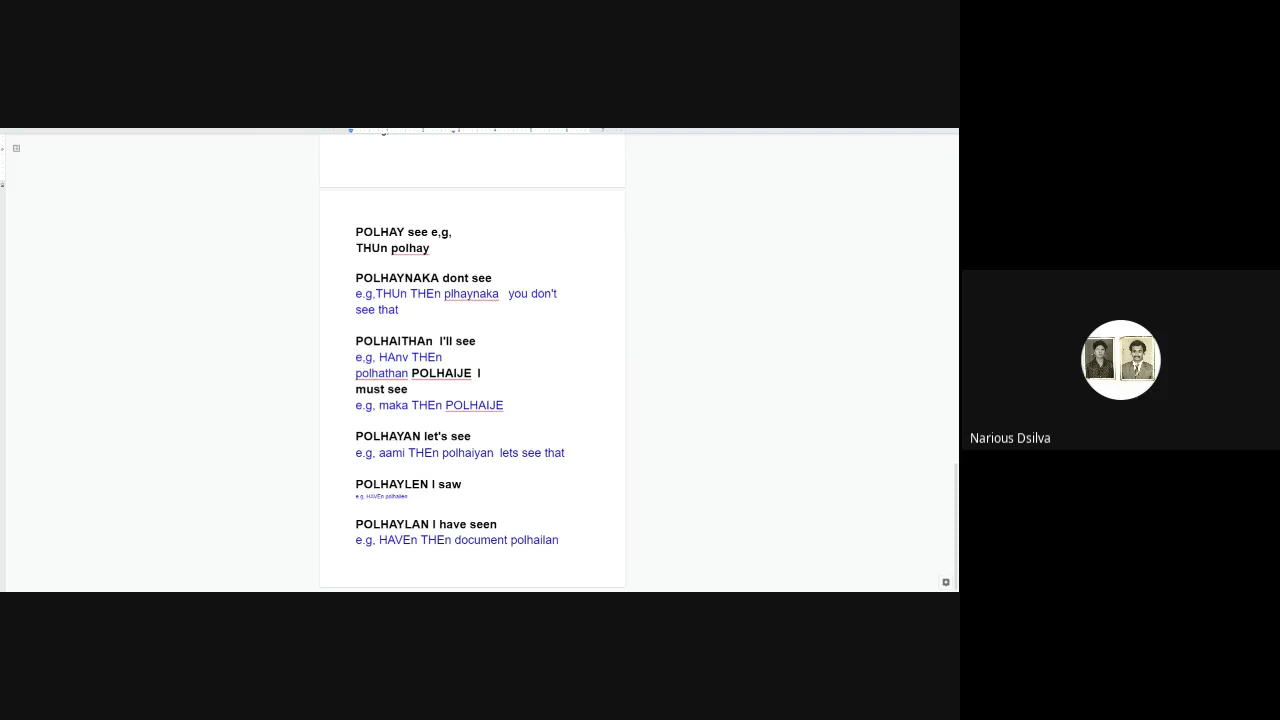 POLHAY see e,g,
THUn polhay
POLHAYNAKA dont see
e.g,THUn THEn plhaynaka you don't
see that
POLHAITHAn I'll see
e,g, HAnv THEn
polhathan POLHAIJE I
must see
e.g, maka THEn POLHAIJE
POLHAYAN let's see
e.g, aami THEn polhaiyan lets see that
POLHAYLEN I saw
e.g, HAVEn polhailen
POLHAYLAN I have seen
e.g, HAVEn THEn document polhailan
Narious Dsilva